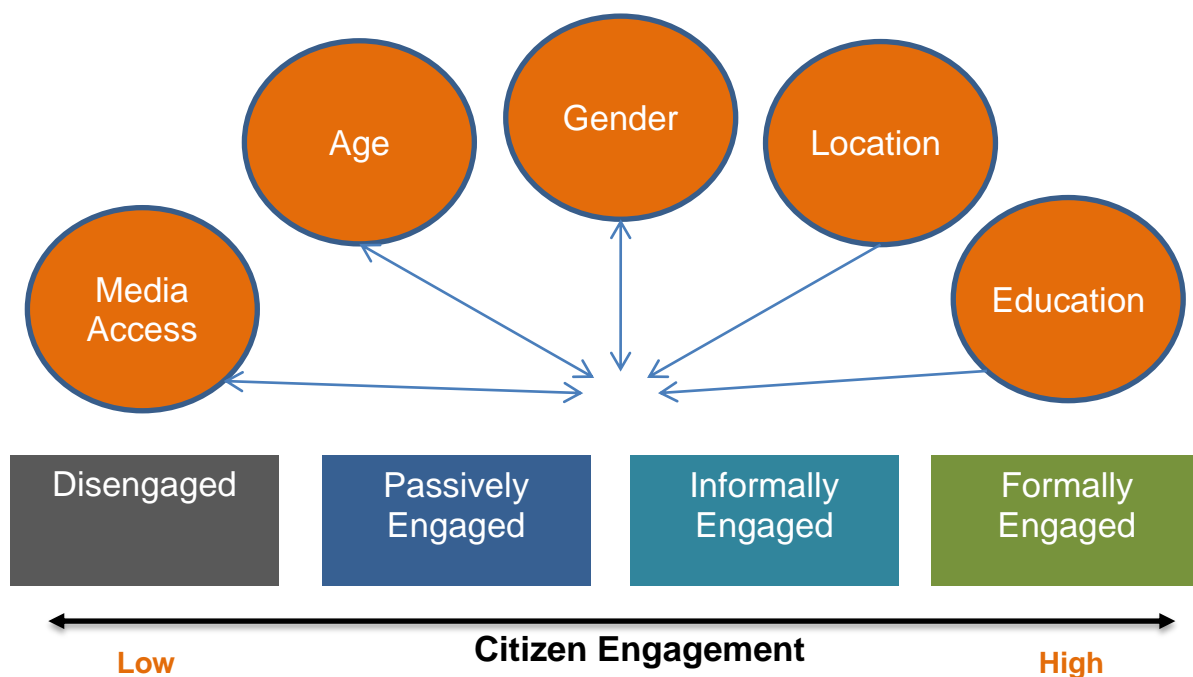 Gender
Age
Location
Media
Access
Education
Disengaged
Passively
Engaged
Informally
Engaged
Formally
Engaged
Citizen Engagement
Low
High